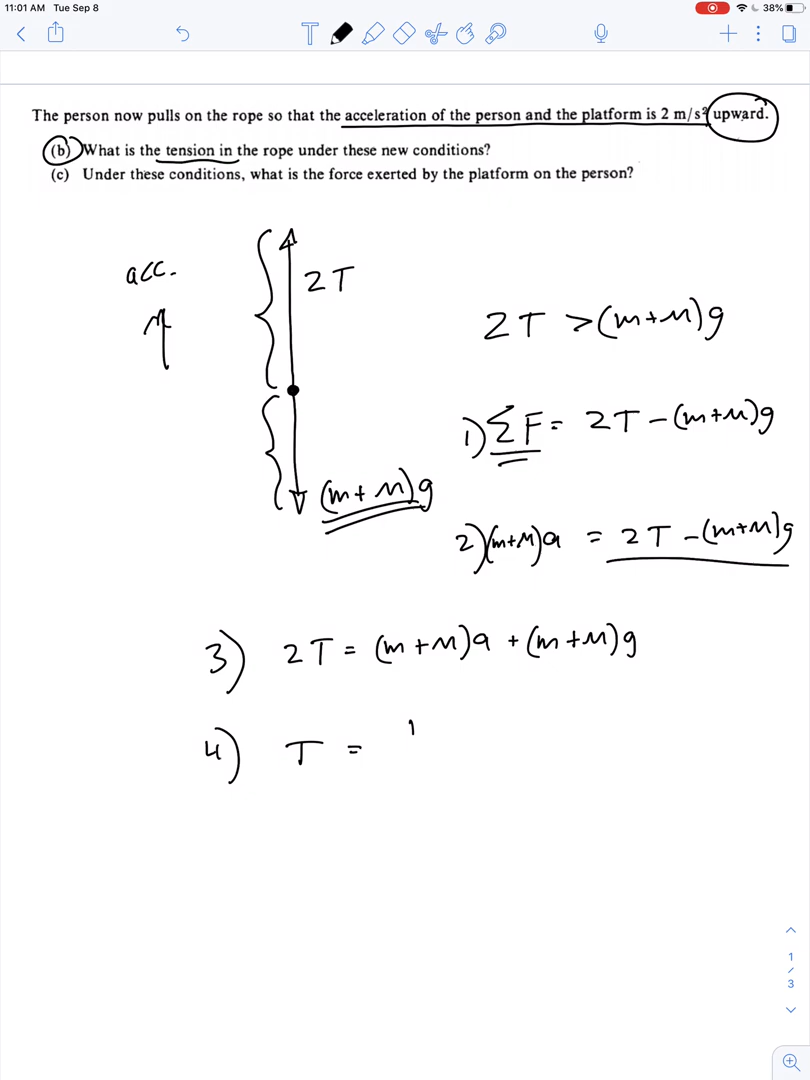 11:01 AM Tue Sep 8
38%
The person now pulls on the rope so that the acceleration of the person and the platform is 2 m/s² upward.
(b) What is the tension in the rope under these new conditions?
(c) Under these conditions, what is the force exerted by the platform on the person?
acc.
2T
2T >(m+M)g
1) ΣF = 2T-(m+M)g
(m+M)g
2) (m+M)a = 2T-(m+M)g
3) 2T = (m+M)a + (m+M)g
4) T = 1
1
/
3